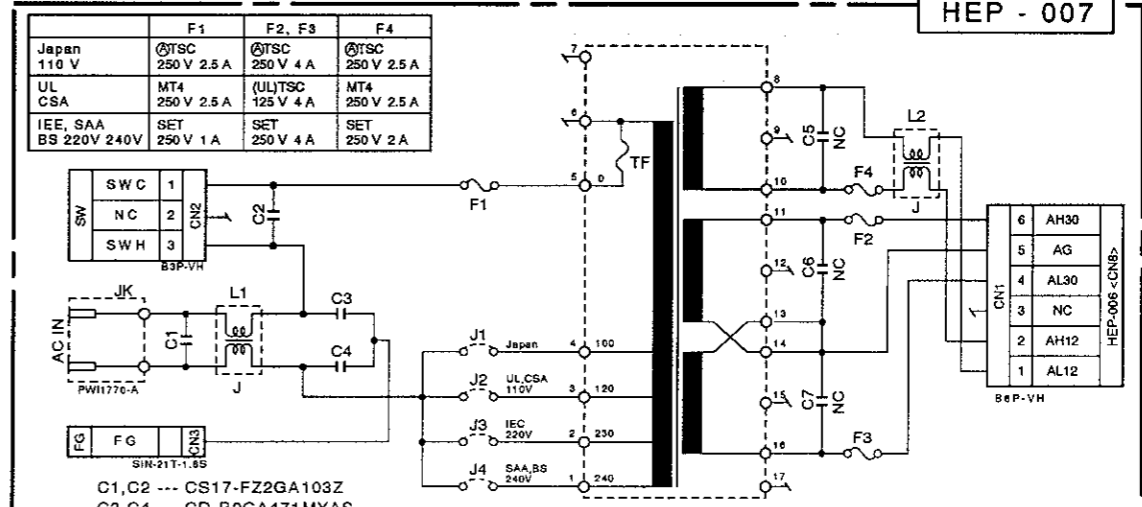 HEP - 007
F1 F2, F3 F4
Japan 110 V ⒶTSC 250 V 2.5 A ⒶTSC 250 V 4 A ⒶTSC 250 V 2.5 A
UL CSA MT4 250 V 2.5 A (UL)TSC 125 V 4 A MT4 250 V 2.5 A
IEE, SAA BS 220V 240V SET 250 V 1 A SET 250 V 4 A SET 250 V 2 A
SW
SWC 1
NC 2
SWH 3
CN2
B3P-VH
C2
F1
JK
AC IN
PWI1770-A
C1
L1
J
C3
C4
FG
FG
CN3
SIN-21T-1.8S
C1,C2 --- CS17-FZ2GA103Z
J1 Japan 4 100
J2 UL,CSA 110V 3 120
J3 IEC 220V 2 230
J4 SAA,BS 240V 1 240
7
6
5 0
TF
8
9
10
11
12
13
14
15
16
17
C5 NC
C6 NC
C7 NC
F4
F2
F3
L2
J
CN1
6 AH30
5 AG
4 AL30
3 NC
2 AH12
1 AL12
HEP-006 <CN8>
B6P-VH